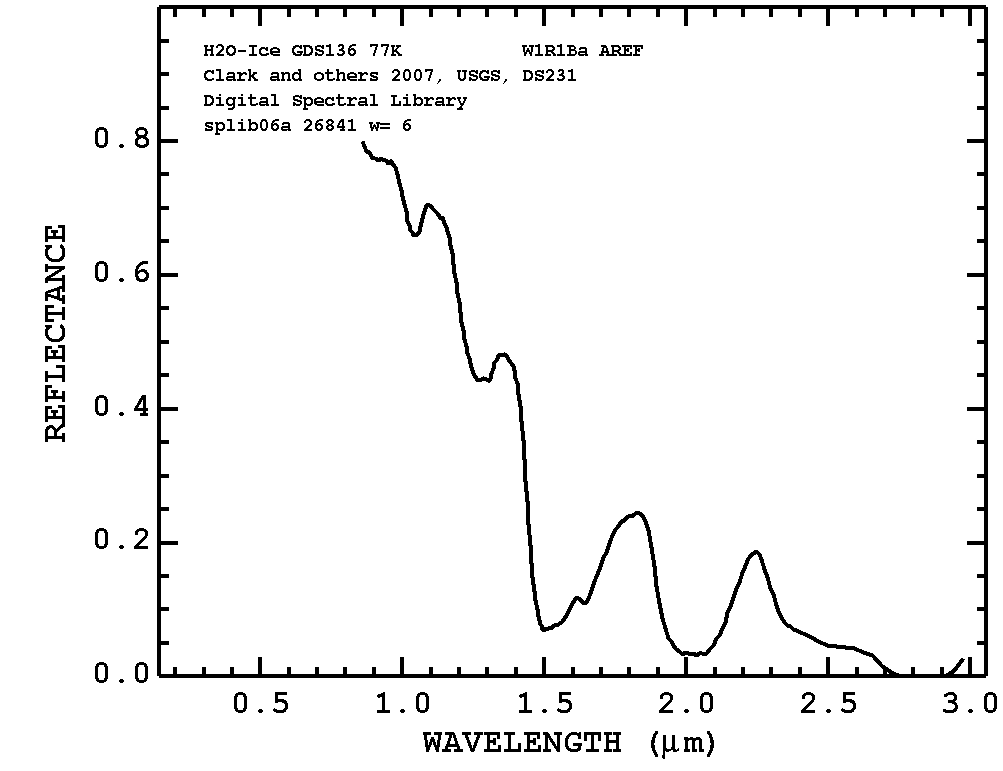 H2O-Ice GDS136 77K W1R1Ba AREF
Clark and others 2007, USGS, DS231
Digital Spectral Library
splib06a 26841 w= 6
REFLECTANCE
0.8
0.6
0.4
0.2
0.0
0.5 1.0 1.5 2.0 2.5 3.0
WAVELENGTH (μm)